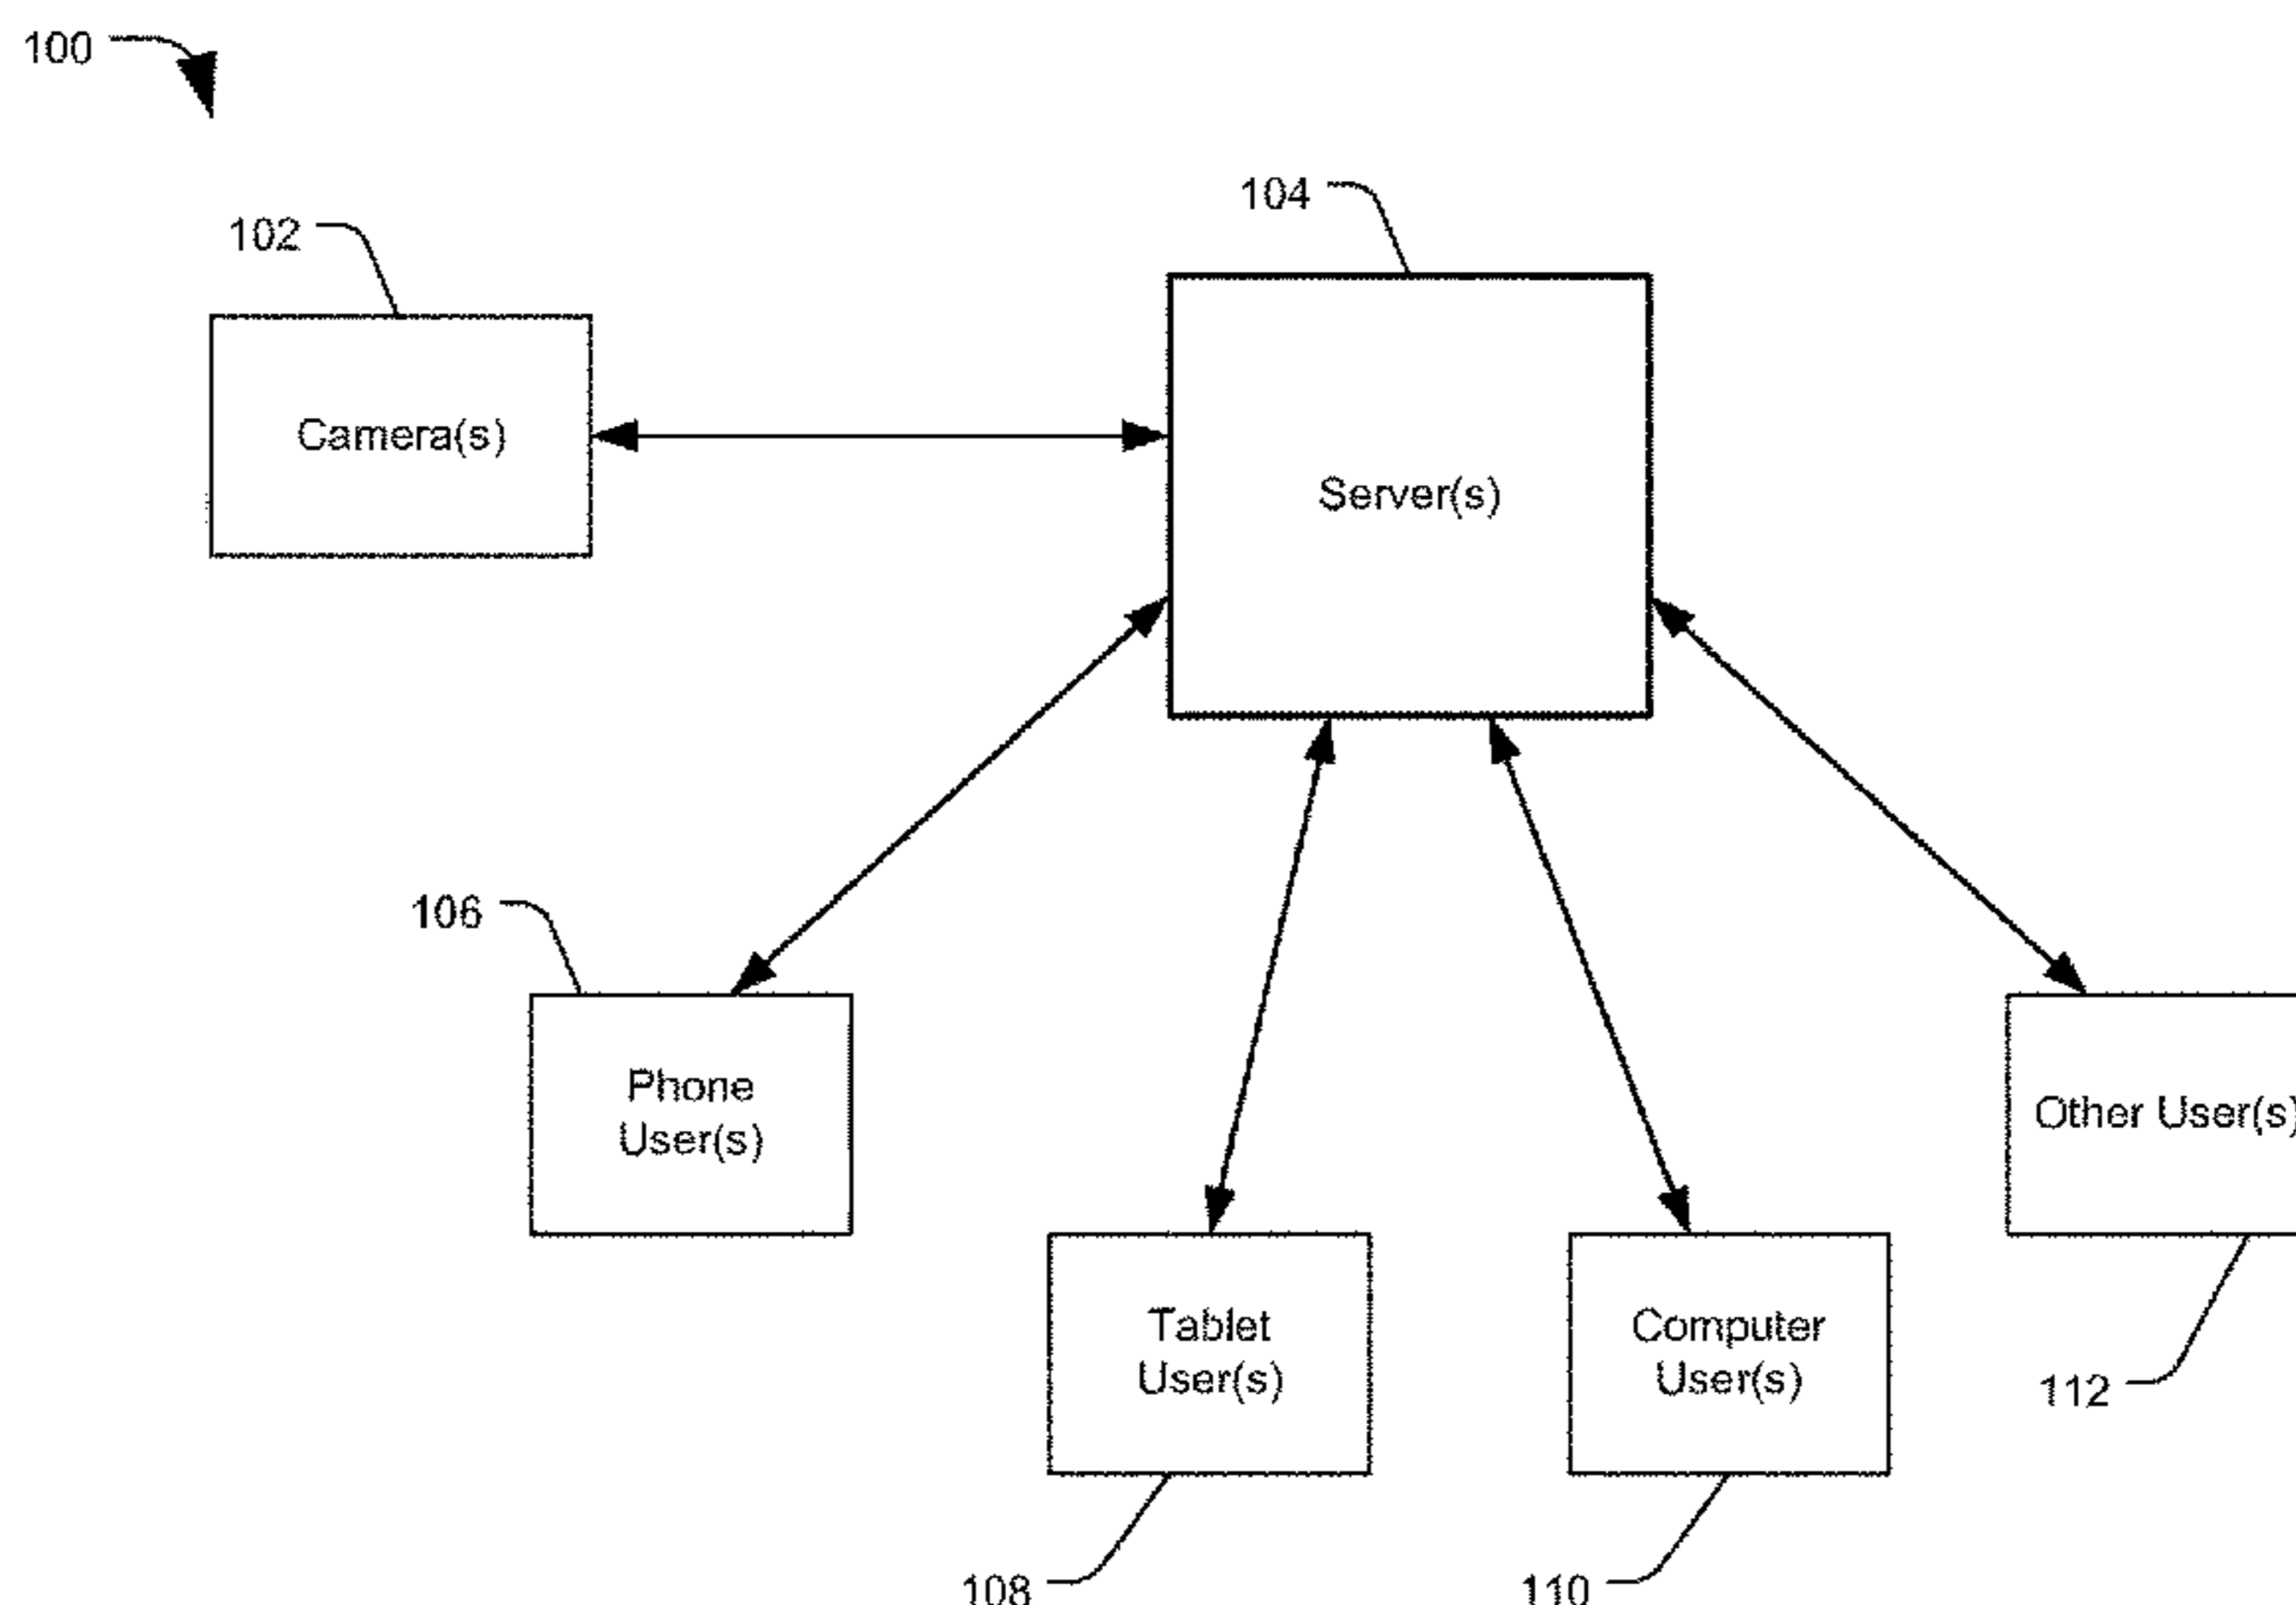 100
104
102
Camera(s)
Server(s)
106
Phone
User(s)
Other User(s)
Tablet
User(s)
Computer
User(s)
112
108
110